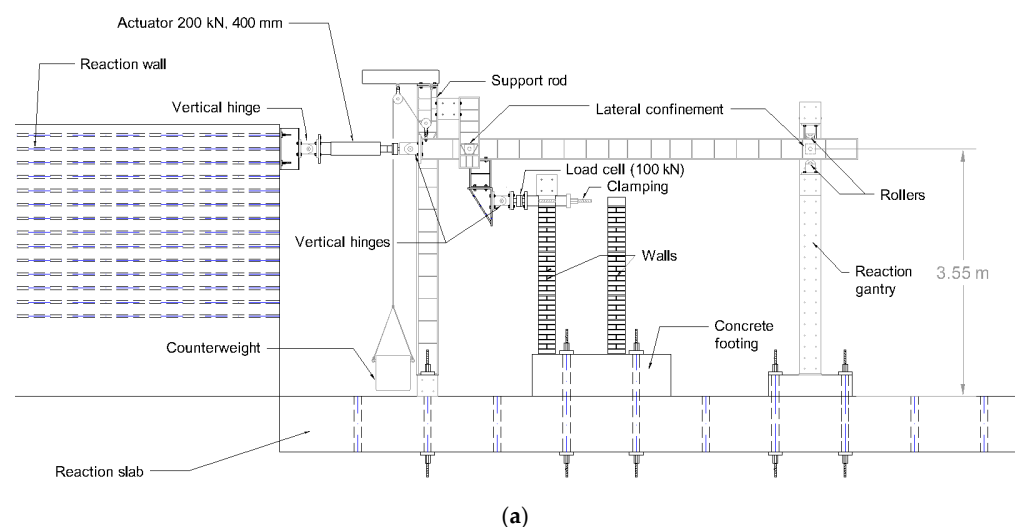 Actuator 200 kN, 400 mm
Reaction wall
Support rod
Vertical hinge
Lateral confinement
Load cell (100 kN)
Clamping
Rollers
Vertical hinges
Walls
Reaction
gantry
3.55 m
Concrete
footing
Counterweight
Reaction slab
(a)